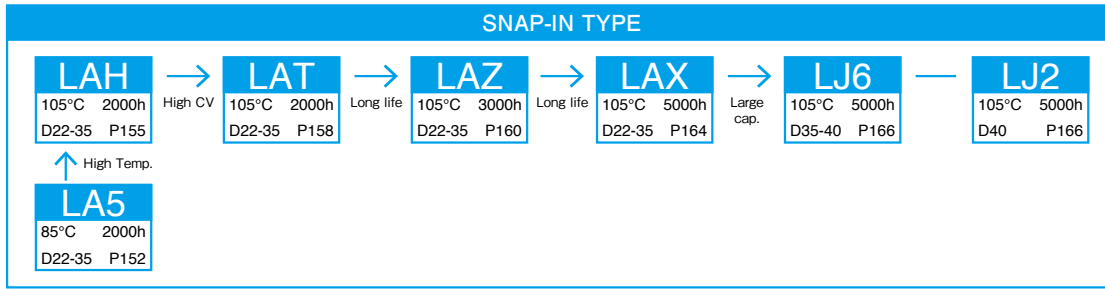 SNAP-IN TYPE
LAH
105°C 2000h
D22-35 P155
High CV
LAT
105°C 2000h
D22-35 P158
Long life
LAZ
105°C 3000h
D22-35 P160
Long life
LAX
105°C 5000h
D22-35 P164
Large
cap.
LJ6
105°C 5000h
D35-40 P166
LJ2
105°C 5000h
D40 P166
High Temp.
LA5
85°C 2000h
D22-35 P152